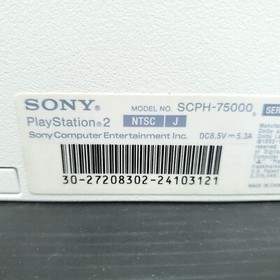 SONY MODEL NO. SCPH-75000 SER
PlayStation®2 NTSC J
Sony Computer Entertainment Inc. DC8.5V 5.3A
30-27208302-24103121